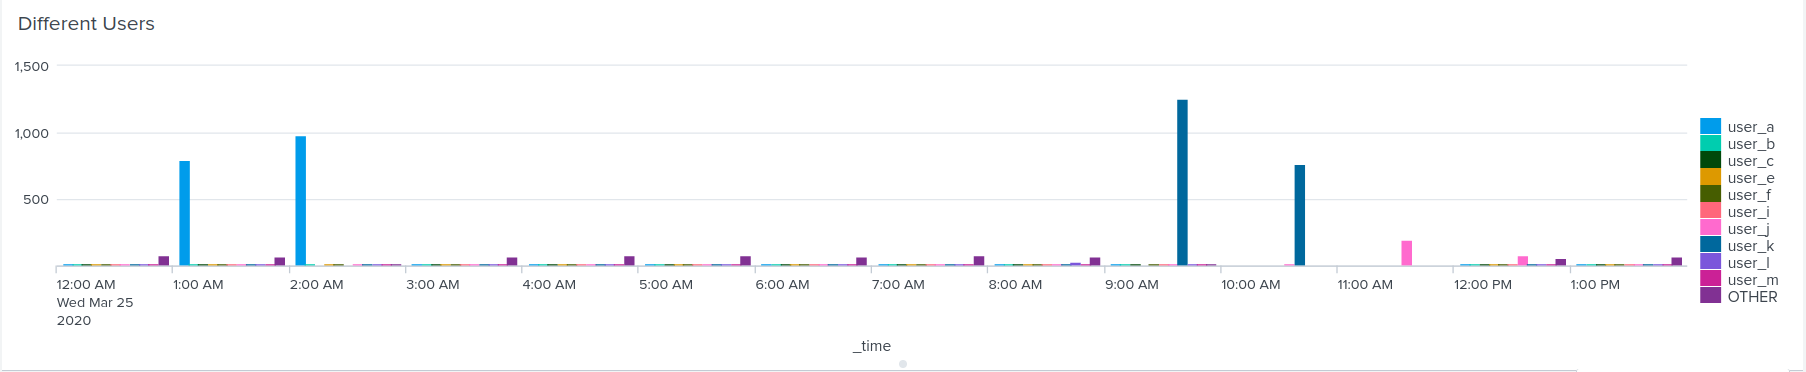 Different Users
1,500
1,000
500
12:00 AM
Wed Mar 25
2020
1:00 AM
2:00 AM
3:00 AM
4:00 AM
5:00 AM
6:00 AM
7:00 AM
8:00 AM
9:00 AM
10:00 AM
11:00 AM
12:00 PM
1:00 PM
_time
user_a
user_b
user_c
user_e
user_f
user_i
user_j
user_k
user_l
user_m
OTHER